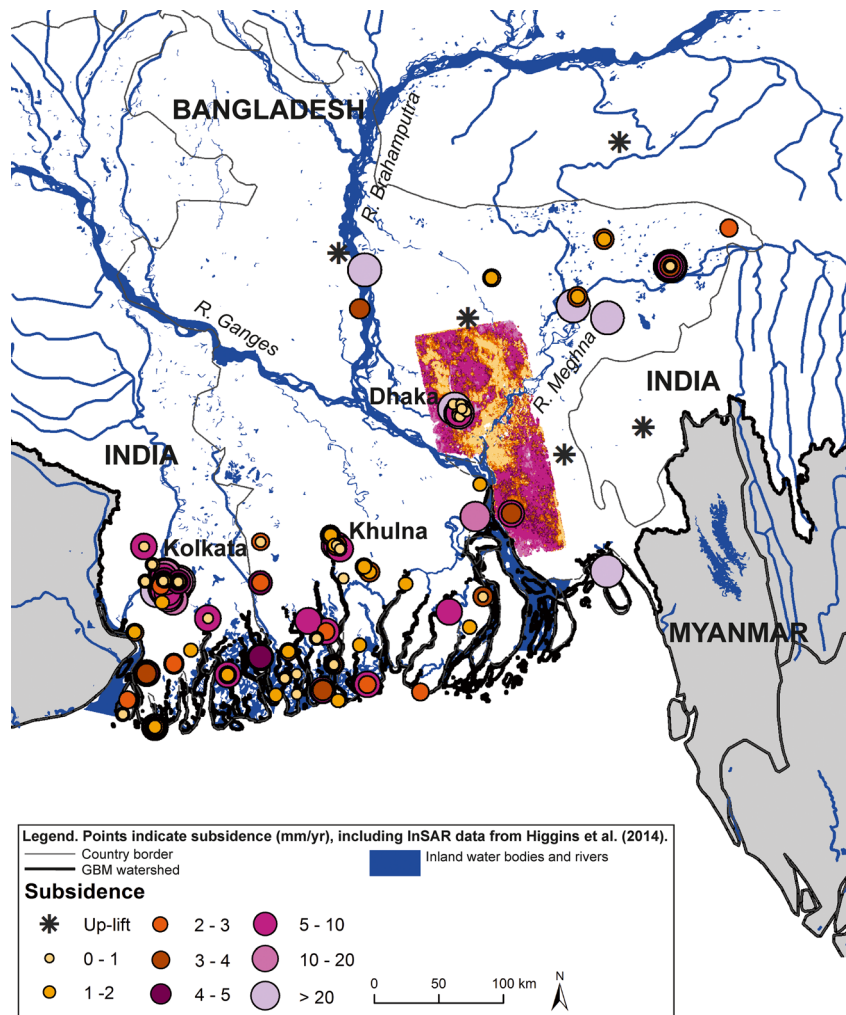 BANGLADESH
R. Brahamputra
R. Ganges
Dhaka
R. Meghna
INDIA
INDIA
Kolkata
Khulna
MYANMAR
Legend. Points indicate subsidence (mm/yr), including InSAR data from Higgins et al. (2014).
Country border
GBM watershed
Inland water bodies and rivers
Subsidence
Up-lift
2 - 3
5 - 10
0 - 1
3 - 4
10 - 20
1 -2
4 - 5
> 20
0 50 100 km
N